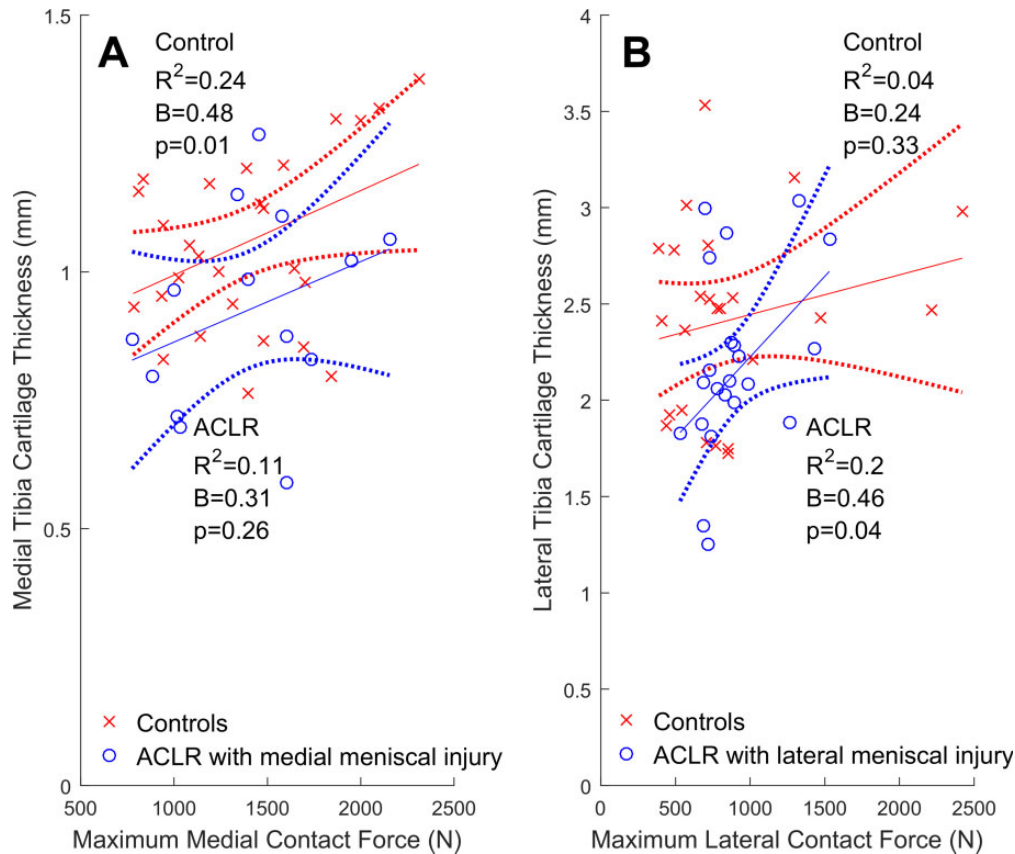 A
Control
R²=0.24
B=0.48
p=0.01
ACLR
R²=0.11
B=0.31
p=0.26
Controls
ACLR with medial meniscal injury
1.5
1
0.5
0
500 1000 1500 2000 2500
Medial Tibia Cartilage Thickness (mm)
Maximum Medial Contact Force (N)
B
Control
R²=0.04
B=0.24
p=0.33
ACLR
R²=0.2
B=0.46
p=0.04
Controls
ACLR with lateral meniscal injury
4
3.5
3
2.5
2
1.5
1
0.5
0
0 500 1000 1500 2000 2500
Lateral Tibia Cartilage Thickness (mm)
Maximum Lateral Contact Force (N)